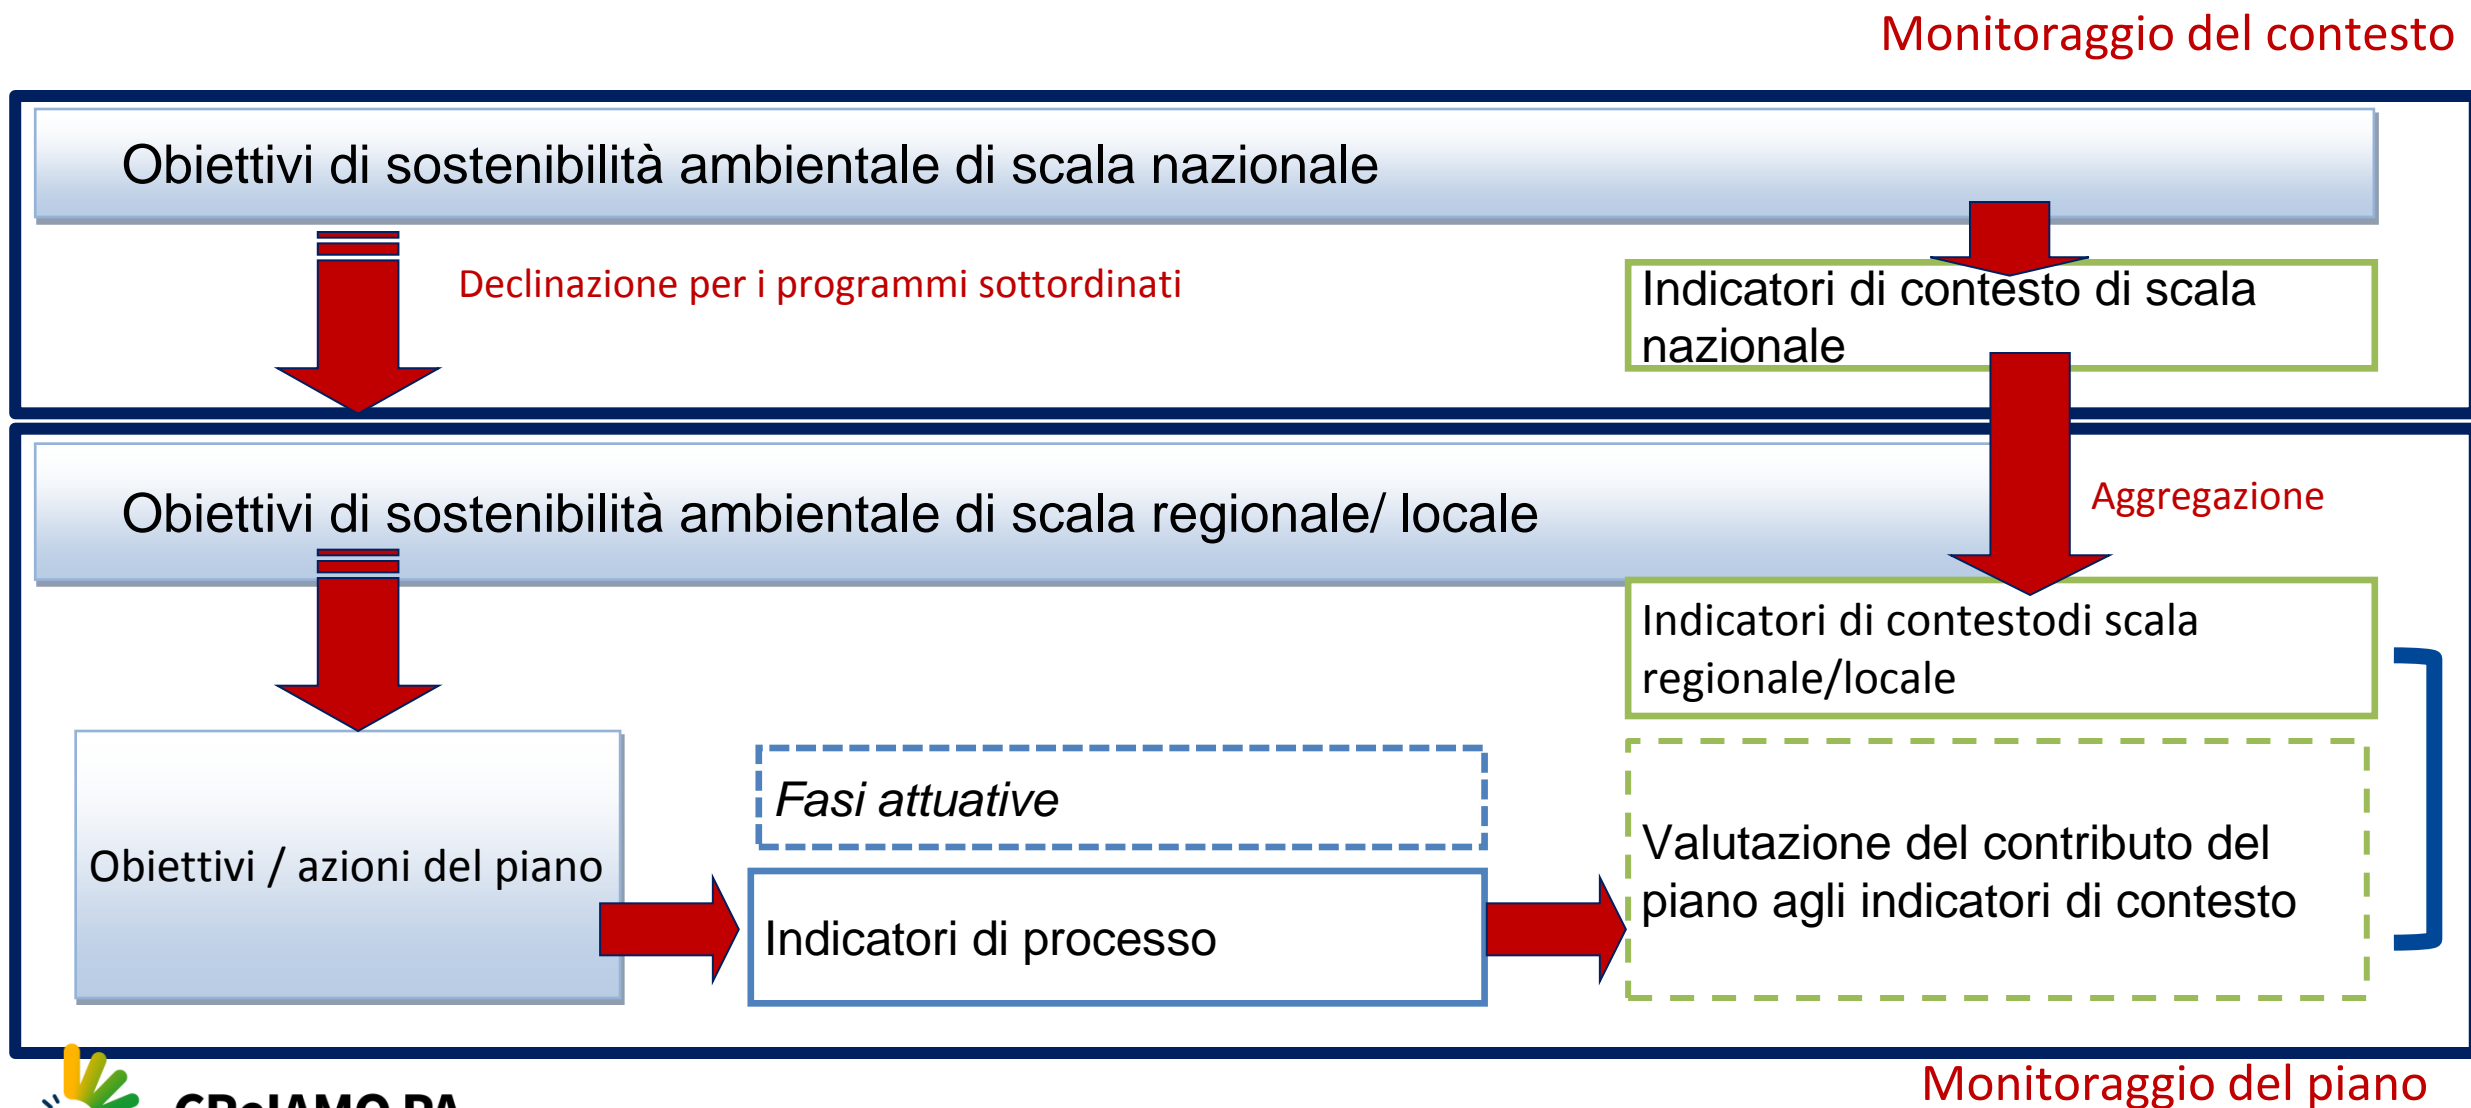 Monitoraggio del contesto
Obiettivi di sostenibilità ambientale di scala nazionale
Declinazione per i programmi sottordinati
Indicatori di contesto di scala
nazionale
Obiettivi di sostenibilità ambientale di scala regionale/ locale
Aggregazione
Indicatori di contestodi scala
regionale/locale
Fasi attuative
Obiettivi / azioni del piano
Valutazione del contributo del
piano agli indicatori di contesto
Indicatori di processo
Monitoraggio del piano
CReIAMO PA